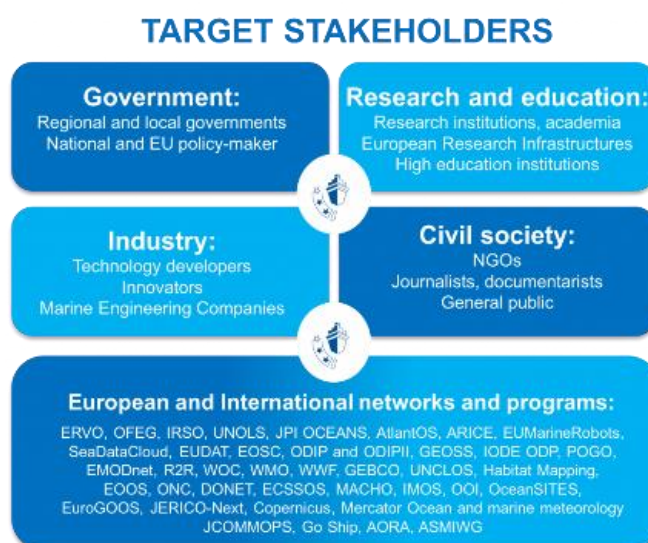 TARGET STAKEHOLDERS
Government:
Regional and local governments
National and EU policy-maker
Research and education:
Research institutions, academia
European Research Infrastructures
High education institutions
Industry:
Technology developers
Innovators
Marine Engineering Companies
Civil society:
NGOs
Journalists, documentarists
General public
European and International networks and programs:
ERVO, OFEG, IRSO, UNOLS, JPI OCEANS, AtlantOS, ARICE, EUMarineRobots,
SeaDataCloud, EUDAT, EOSC, ODIP and ODIPII, GEOSS, IODE ODP, POGO,
EMODnet, R2R, WOC, WMO, WWF, GEBCO, UNCLOS, Habitat Mapping,
EOOS, ONC, DONET, ECSSOS, MACHO, IMOS, OOI, OceanSITES,
EuroGOOS, JERICO-Next, Copernicus, Mercator Ocean and marine meteorology
JCOMMOPS, Go Ship, AORA, ASMIWG